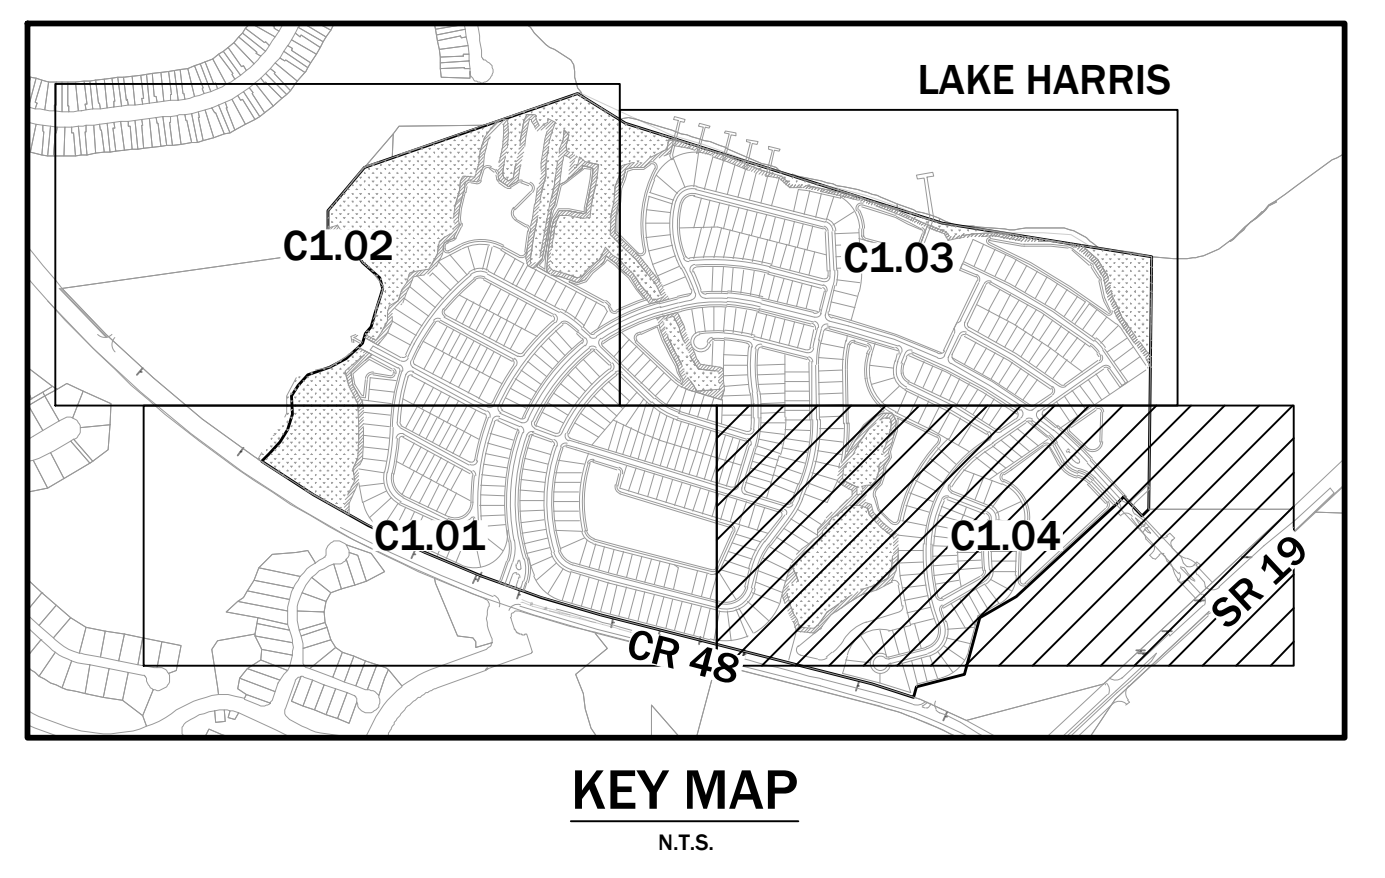 LAKE HARRIS
C1.02
C1.03
C1.01
C1.04
SR 19
CR 48
KEY MAP
N.T.S.